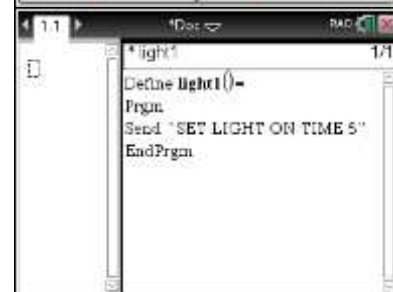 1.1 *Doc RAD
* light1 1/1
Define light1()=
Prgm
Send "SET LIGHT ON TIME 5"
EndPrgm